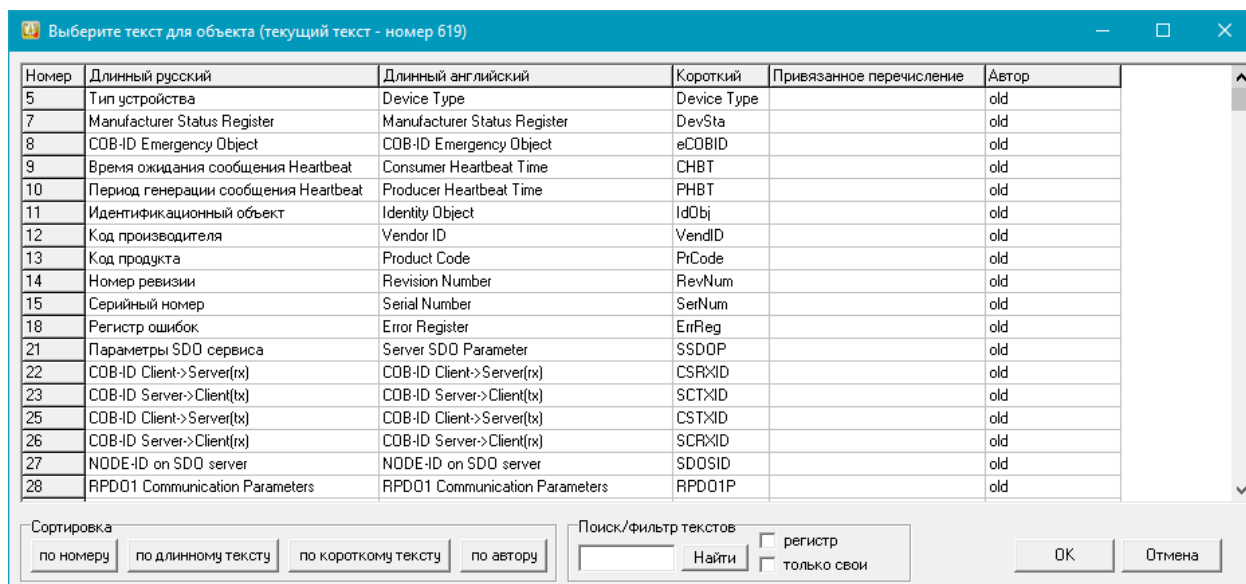 Выберите текст для объекта (текущий текст - номер 619)
Номер Длинный русский Длинный английский Короткий Привязанное перечисление Автор
5 Тип устройства Device Type Device Type old
7 Manufacturer Status Register Manufacturer Status Register DevSta old
8 COB-ID Emergency Object COB-ID Emergency Object eCOBID old
9 Время ожидания сообщения Heartbeat Consumer Heartbeat Time CHBT old
10 Период генерации сообщения Heartbeat Producer Heartbeat Time PHBT old
11 Идентификационный объект Identity Object IdObj old
12 Код производителя Vendor ID VendID old
13 Код продукта Product Code PrCode old
14 Номер ревизии Revision Number RevNum old
15 Серийный номер Serial Number SerNum old
18 Регистр ошибок Error Register ErrReg old
21 Параметры SDO сервиса Server SDO Parameter SSDOP old
22 COB-ID Client->Server(rx) COB-ID Client->Server(rx) CSRXID old
23 COB-ID Server->Client(tx) COB-ID Server->Client(tx) SCTXID old
25 COB-ID Client->Server(tx) COB-ID Client->Server(tx) CSTXID old
26 COB-ID Server->Client(rx) COB-ID Server->Client(rx) SCRXID old
27 NODE-ID on SDO server NODE-ID on SDO server SDOSID old
28 RPDO1 Communication Parameters RPDO1 Communication Parameters RPDO1P old
Сортировка Поиск/фильтр текстов
по номеру по длинному тексту по короткому тексту по автору Найти регистр OK Отмена
только свои